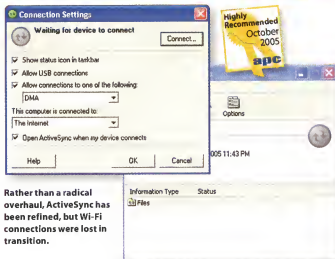 Connection Settings
Waiting for device to connect
Connect...
Show status icon in taskbar
Allow USB connections
Allow connections to one of the following:
DMA
This computer is connected to:
The Internet
Open ActiveSync when my device connects
Help
OK
Cancel
Highly
Recommended
October
2005
apc
Options
005 11:43 PM
Information Type
Status
Files
Rather than a radical
overhaul, ActiveSync has
been refined, but Wi-Fi
connections were lost in
transition.